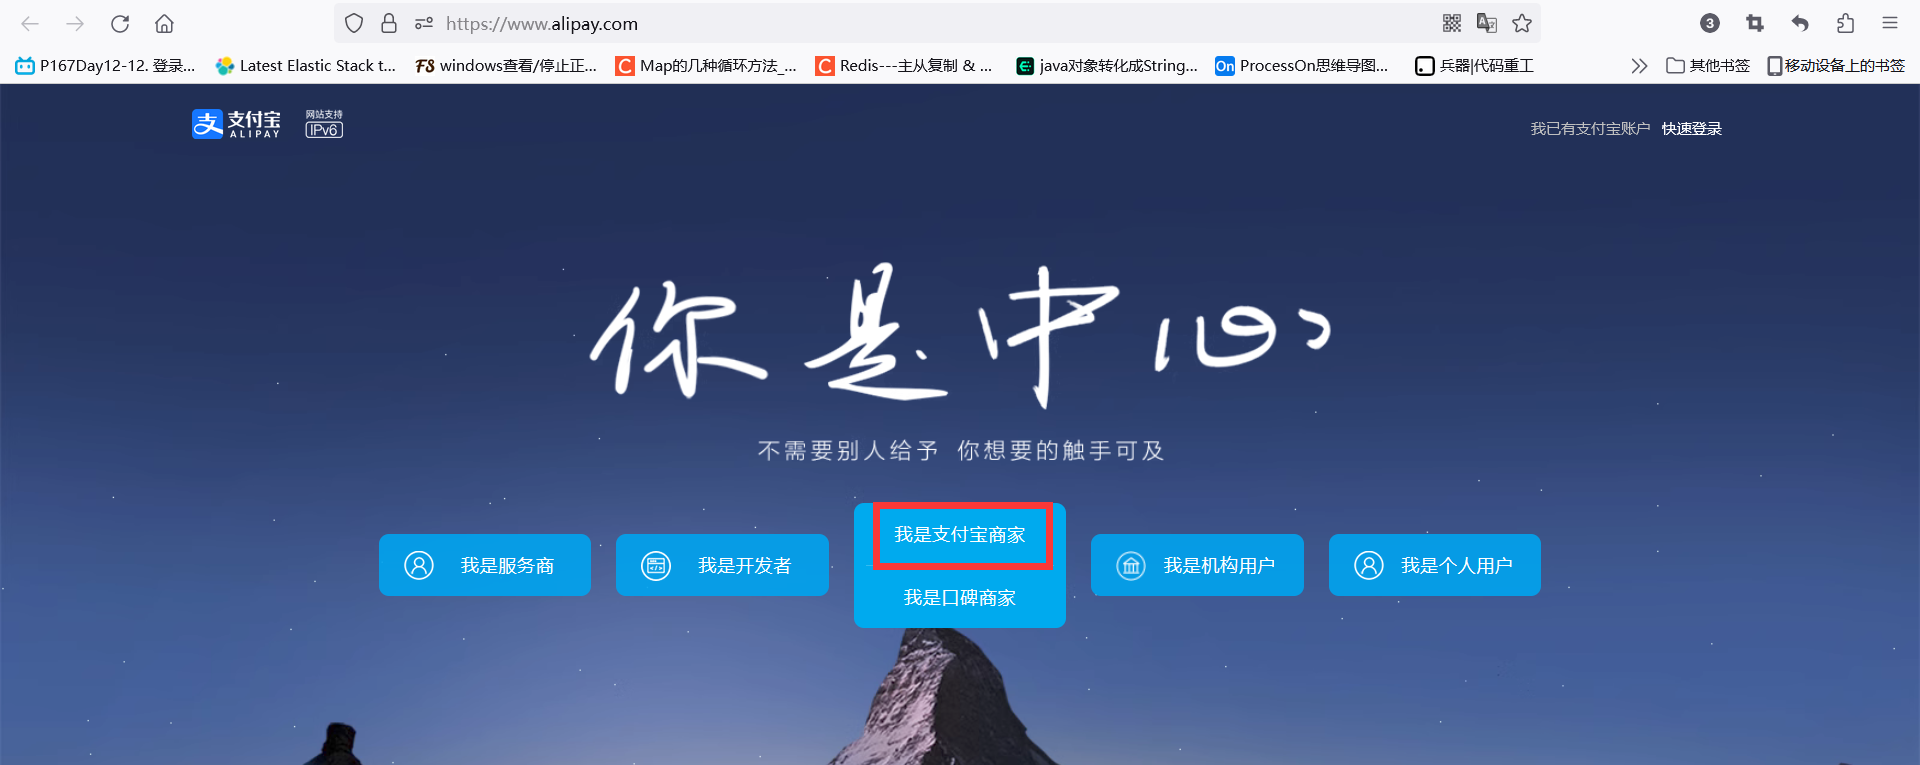 https://www.alipay.com
3
P167Day12-12. 登录...
Latest Elastic Stack t...
FS windows查看/停止正...
C Map的几种循环方法_...
C Redis---主从复制 & ...
java对象转化成String...
On ProcessOn思维导图...
兵器|代码重工
其他书签
移动设备上的书签
支 支付宝
ALIPAY
网站支持
IPv6
我已有支付宝账户 快速登录
你是中心
不需要别人给予 你想要的触手可及
我是服务商
我是开发者
我是支付宝商家
我是口碑商家
我是机构用户
我是个人用户